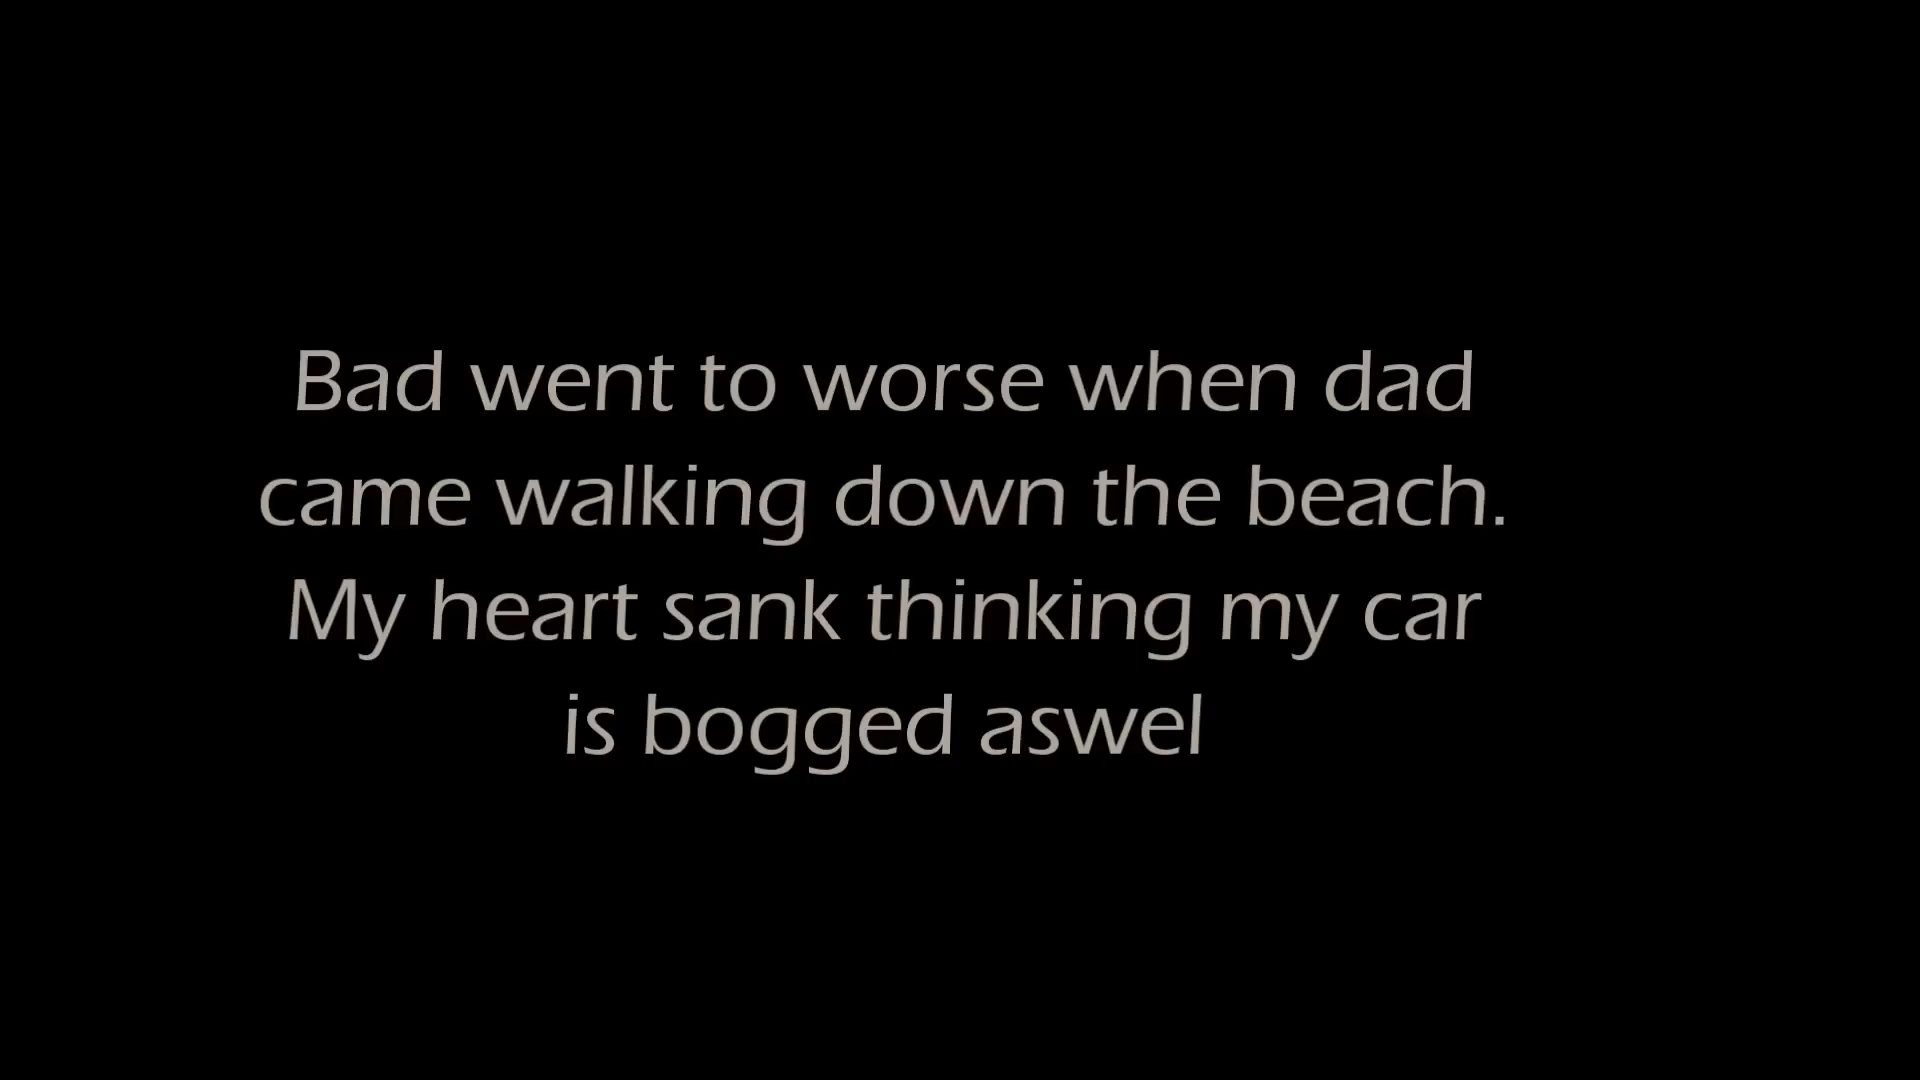 Bad went to worse when dad
came walking down the beach.
My heart sank thinking my car
is bogged aswel